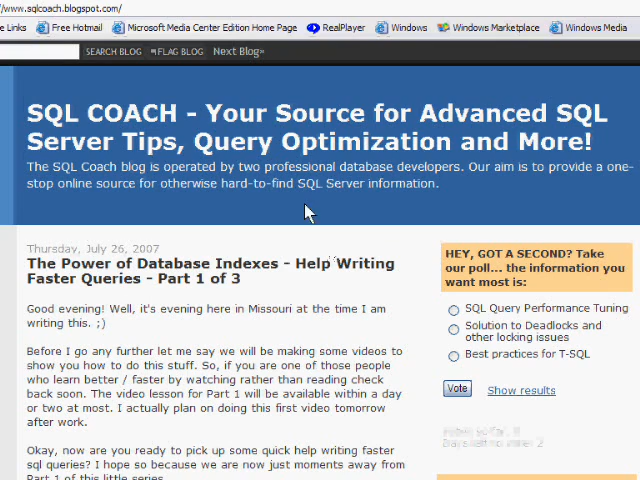 //www.sqlcoach.blogspot.com/
e Links Free Hotmail Microsoft Media Center Edition Home Page RealPlayer Windows Windows Marketplace Windows Media
SEARCH BLOG FLAG BLOG Next Blog»
SQL COACH - Your Source for Advanced SQL
Server Tips, Query Optimization and More!
The SQL Coach blog is operated by two professional database developers. Our aim is to provide a one-
stop online source for otherwise hard-to-find SQL Server information.
Thursday, July 26, 2007
The Power of Database Indexes - Help Writing
Faster Queries - Part 1 of 3
Good evening! Well, it's evening here in Missouri at the time I am
writing this. ;)
Before I go any further let me say we will be making some videos to
show you how to do this stuff. So, if you are one of those people
who learn better / faster by watching rather than reading check
back soon. The video lesson for Part 1 will be available within a day
or two at most. I actually plan on doing this first video tomorrow
after work.
Okay, now are you ready to pick up some quick help writing faster
sql queries? I hope so because we are now just moments away from
Part 1 of this little series.
HEY, GOT A SECOND? Take
our poll... the information you
want most is:
SQL Query Performance Tuning
Solution to Deadlocks and
other locking issues
Best practices for T-SQL
Vote Show results